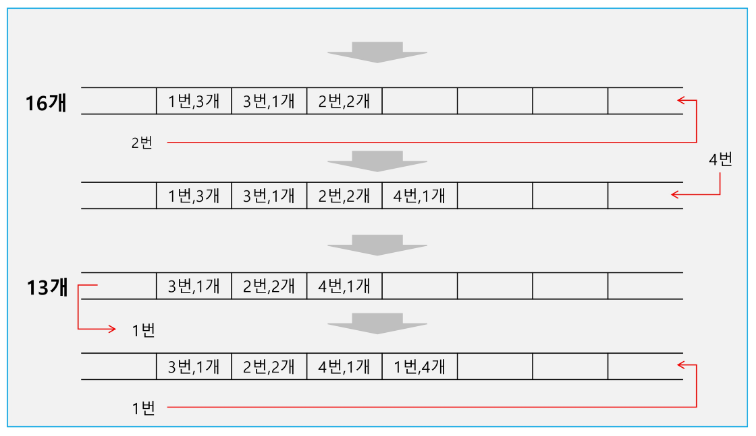 16개 1번,3개 3번,1개 2번,2개
2번
4번
1번,3개 3번,1개 2번,2개 4번,1개
13개 3번,1개 2번,2개 4번,1개
1번
3번,1개 2번,2개 4번,1개 1번,4개
1번